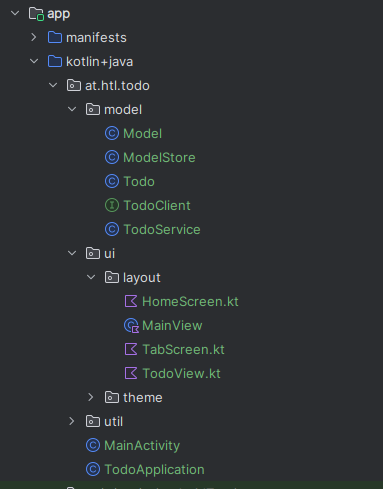 app
manifests
kotlin+java
at.htl.todo
model
Model
ModelStore
Todo
TodoClient
TodoService
ui
layout
HomeScreen.kt
MainView
TabScreen.kt
TodoView.kt
theme
util
MainActivity
TodoApplication